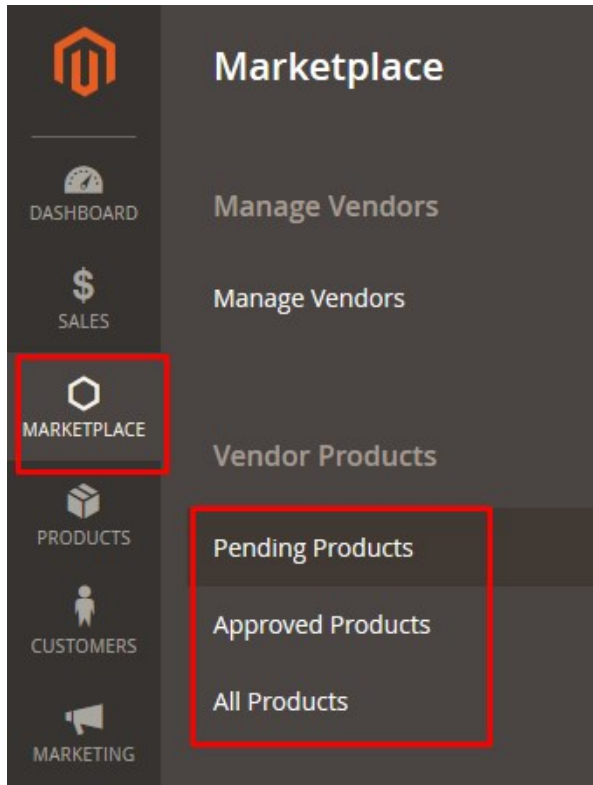 DASHBOARD
SALES
MARKETPLACE
PRODUCTS
CUSTOMERS
MARKETING
Marketplace
Manage Vendors
Manage Vendors
Vendor Products
Pending Products
Approved Products
All Products